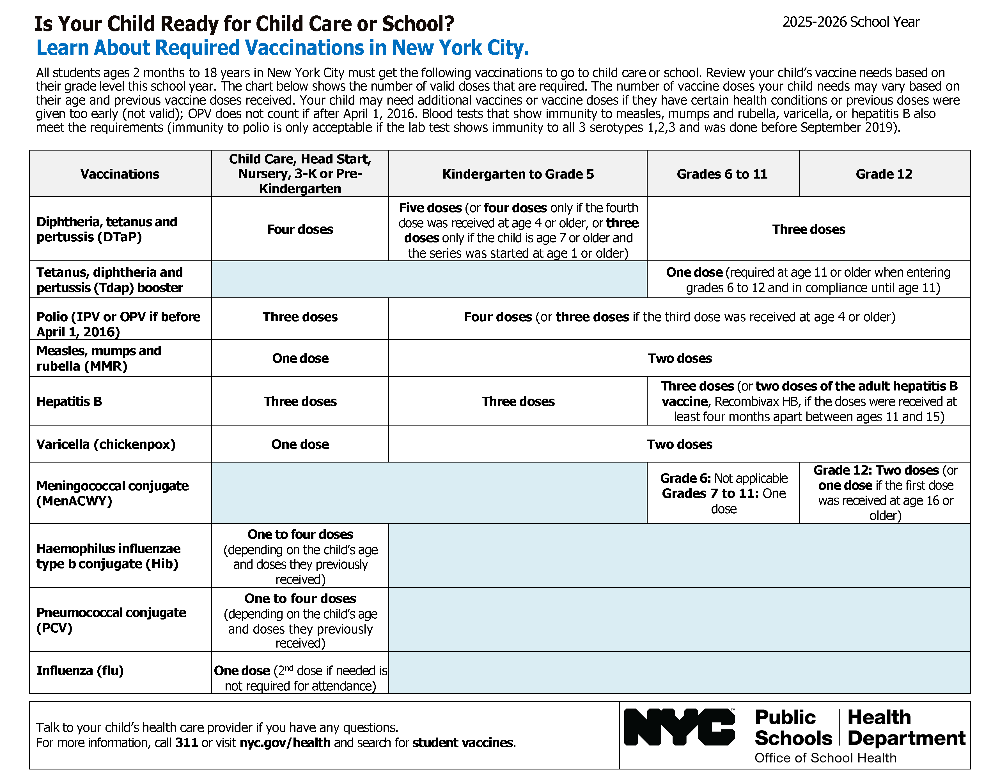 Is Your Child Ready for Child Care or School?
2025-2026 School Year
Learn About Required Vaccinations in New York City.
All students ages 2 months to 18 years in New York City must get the following vaccinations to go to child care or school. Review your child’s vaccine needs based on
their grade level this school year. The chart below shows the number of valid doses that are required. The number of vaccine doses your child needs may vary based on
their age and previous vaccine doses received. Your child may need additional vaccines or vaccine doses if they have certain health conditions or previous doses were
given too early (not valid); OPV does not count if after April 1, 2016. Blood tests that show immunity to measles, mumps and rubella, varicella, or hepatitis B also
meet the requirements (immunity to polio is only acceptable if the lab test shows immunity to all 3 serotypes 1,2,3 and was done before September 2019).
Vaccinations
Child Care, Head Start,
Nursery, 3-K or Pre-
Kindergarten
Kindergarten to Grade 5
Grades 6 to 11
Grade 12
Diphtheria, tetanus and
pertussis (DTaP)
Four doses
Five doses (or four doses only if the fourth
dose was received at age 4 or older, or three
doses only if the child is age 7 or older and
the series was started at age 1 or older)
Three doses
Tetanus, diphtheria and
pertussis (Tdap) booster
One dose (required at age 11 or older when entering
grades 6 to 12 and in compliance until age 11)
Polio (IPV or OPV if before
April 1, 2016)
Three doses
Four doses (or three doses if the third dose was received at age 4 or older)
Measles, mumps and
rubella (MMR)
One dose
Two doses
Hepatitis B
Three doses
Three doses
Three doses (or two doses of the adult hepatitis B
vaccine, Recombivax HB, if the doses were received at
least four months apart between ages 11 and 15)
Varicella (chickenpox)
One dose
Two doses
Meningococcal conjugate
(MenACWY)
Grade 6: Not applicable
Grades 7 to 11: One
dose
Grade 12: Two doses (or
one dose if the first dose
was received at age 16 or
older)
Haemophilus influenzae
type b conjugate (Hib)
One to four doses
(depending on the child’s age
and doses they previously
received)
Pneumococcal conjugate
(PCV)
One to four doses
(depending on the child’s age
and doses they previously
received)
Influenza (flu)
One dose (2nd dose if needed is
not required for attendance)
Talk to your child’s health care provider if you have any questions.
For more information, call 311 or visit nyc.gov/health and search for student vaccines.
NYC™
Public
Schools
Health
Department
Office of School Health